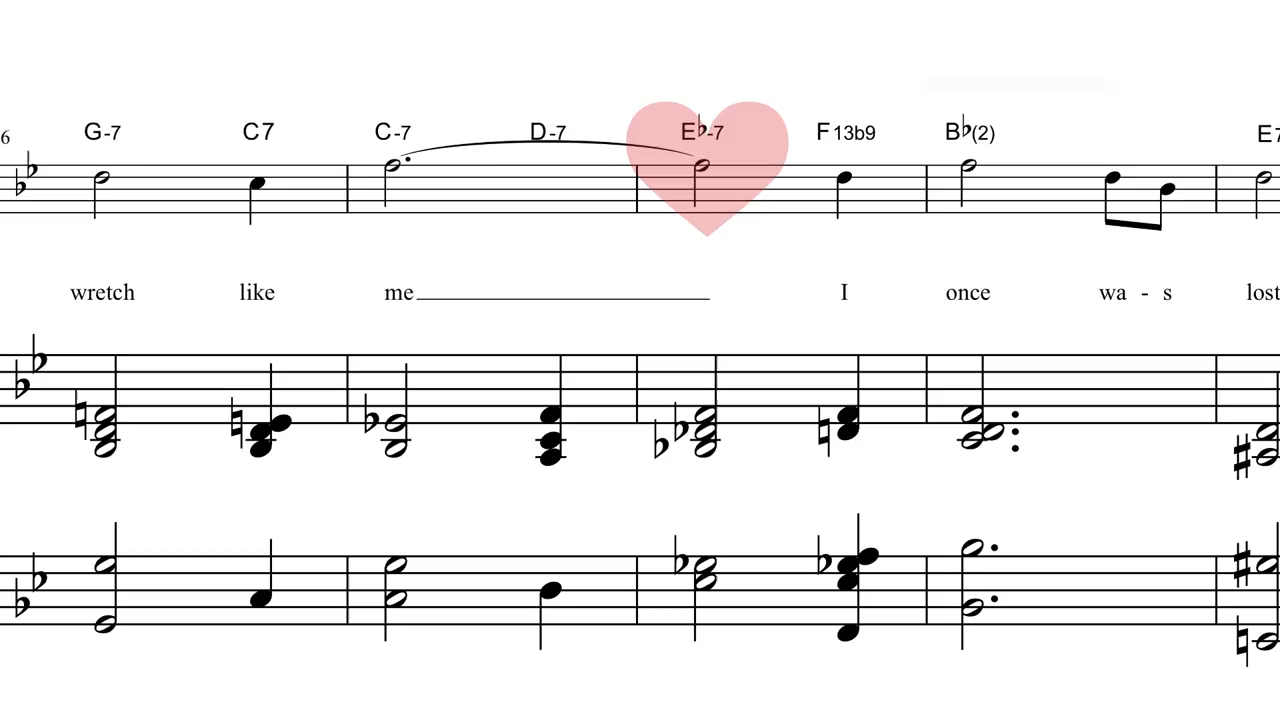 6 G-7 C7 C-7 D-7 E♭-7 F13b9 B♭(2) E7
wretch like me I once wa - s lost